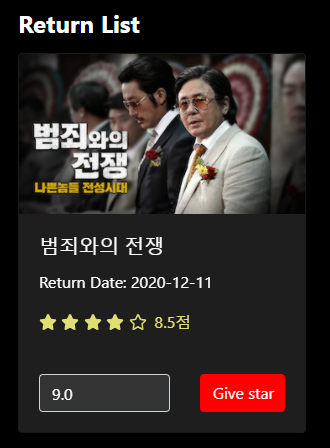 Return List
범죄와의
전쟁
나쁜놈들 전성시대
범죄와의 전쟁
Return Date: 2020-12-11
8.5점
9.0
Give star